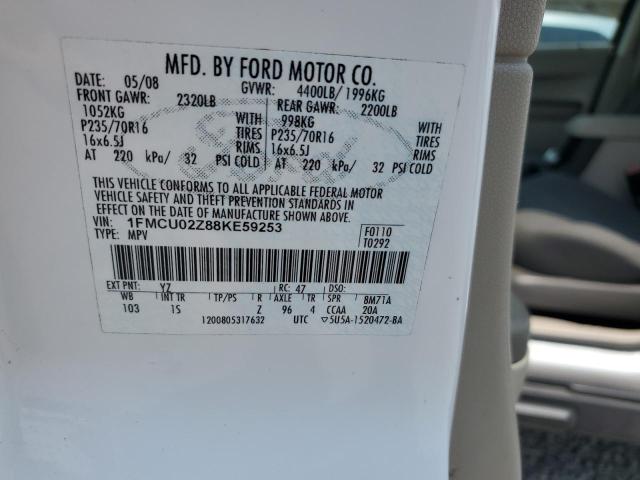 MFD. BY FORD MOTOR CO.
DATE: 05/08 GVWR: 4400LB/ 1996KG
FRONT GAWR: 2320LB REAR GAWR: 2200LB
1052KG WITH 998KG WITH
P235/70R16 TIRES P235/70R16 TIRES
16x6.5J RIMS 16x6.5J RIMS
AT 220 kPa/ 32 PSI COLD AT 220 kPa/ 32 PSI COLD
THIS VEHICLE CONFORMS TO ALL APPLICABLE FEDERAL MOTOR
VEHICLE SAFETY AND THEFT PREVENTION STANDARDS IN
EFFECT ON THE DATE OF MANUFACTURE SHOWN ABOVE.
VIN: 1FMCU02Z88KE59253 F0110
TYPE: MPV T0292
EXT PNT: YZ RC: 47 DSO:
WB INT TR TP/PS R AXLE TR SPR 8M71A
103 1S Z 96 4 CCAA 20A
1200805317632 UTC ▽5U5A-1520472-BA